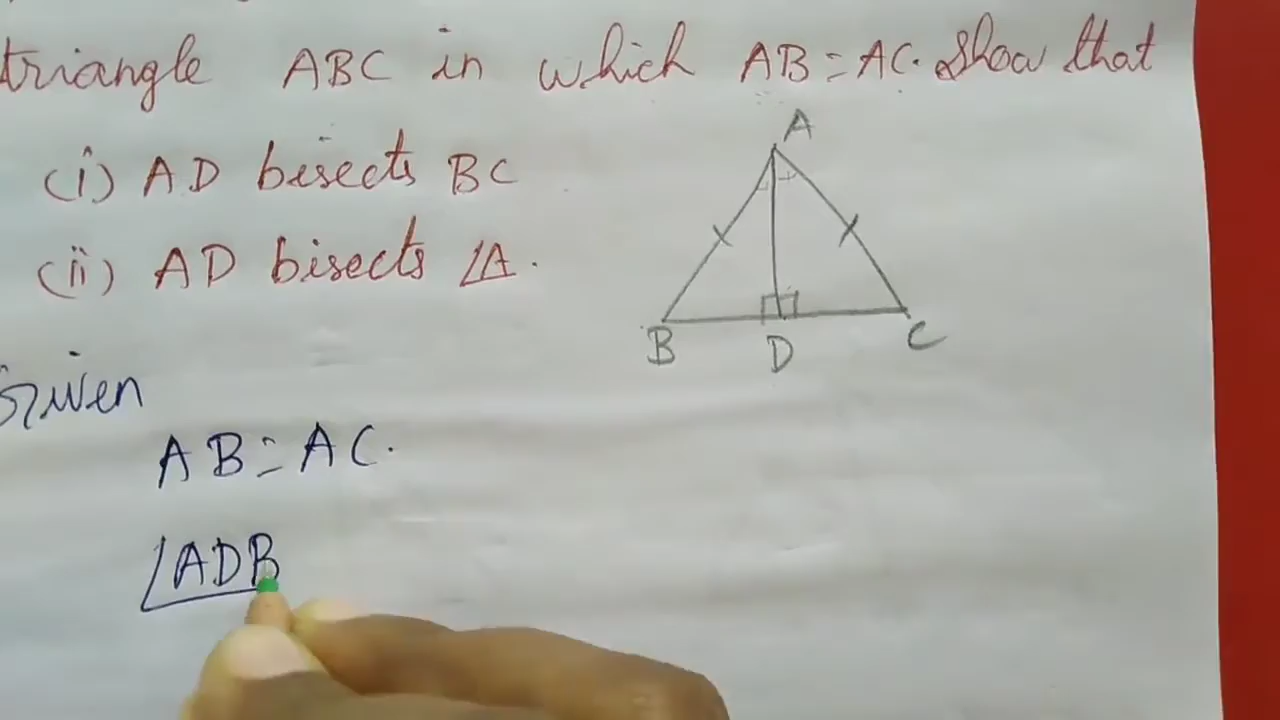 triangle ABC in which AB = AC. Show that
(i) AD bisects BC
(ii) AD bisects ∠A.
A
B
D
C
Given
AB = AC.
∠ADB